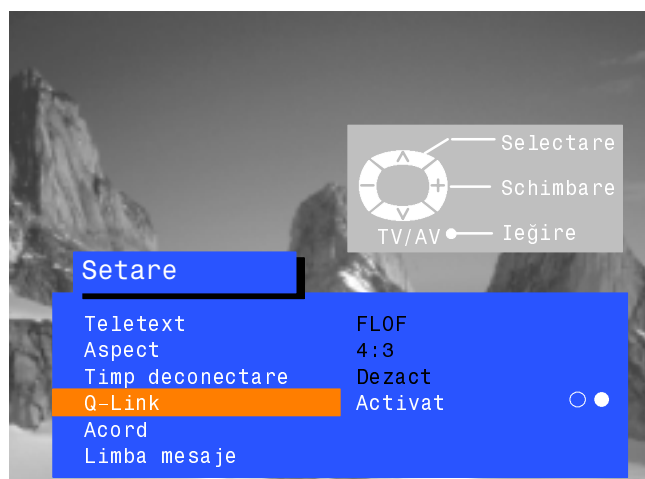 Selectare
− + Schimbare
TV/AV Ieğire
Setare
Teletext FLOF
Aspect 4:3
Timp deconectare Dezact
Q–Link Activat
Acord
Limba mesaje